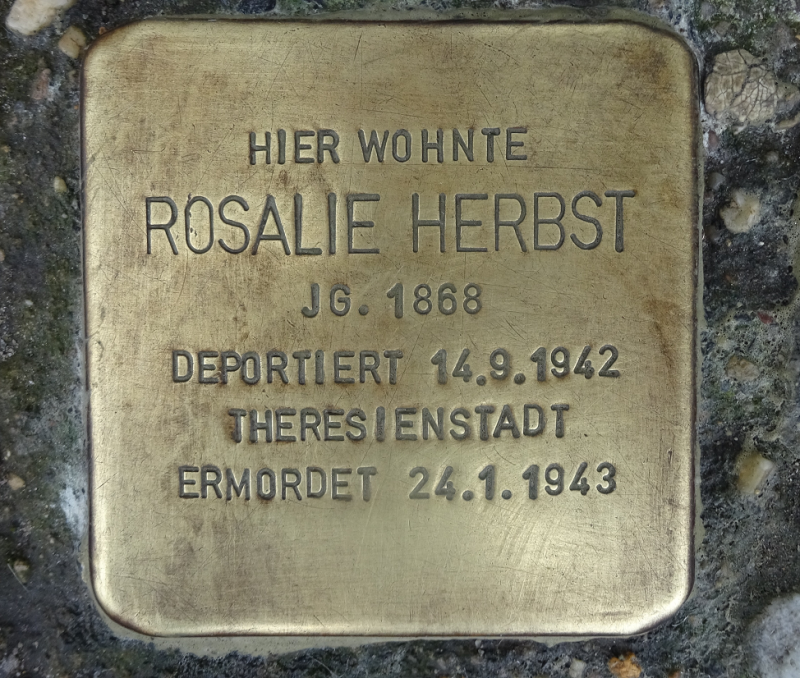 HIER WOHNTE
ROSALIE HERBST
JG. 1868
DEPORTIERT 14.9.1942
THERESIENSTADT
ERMORDET 24.1.1943